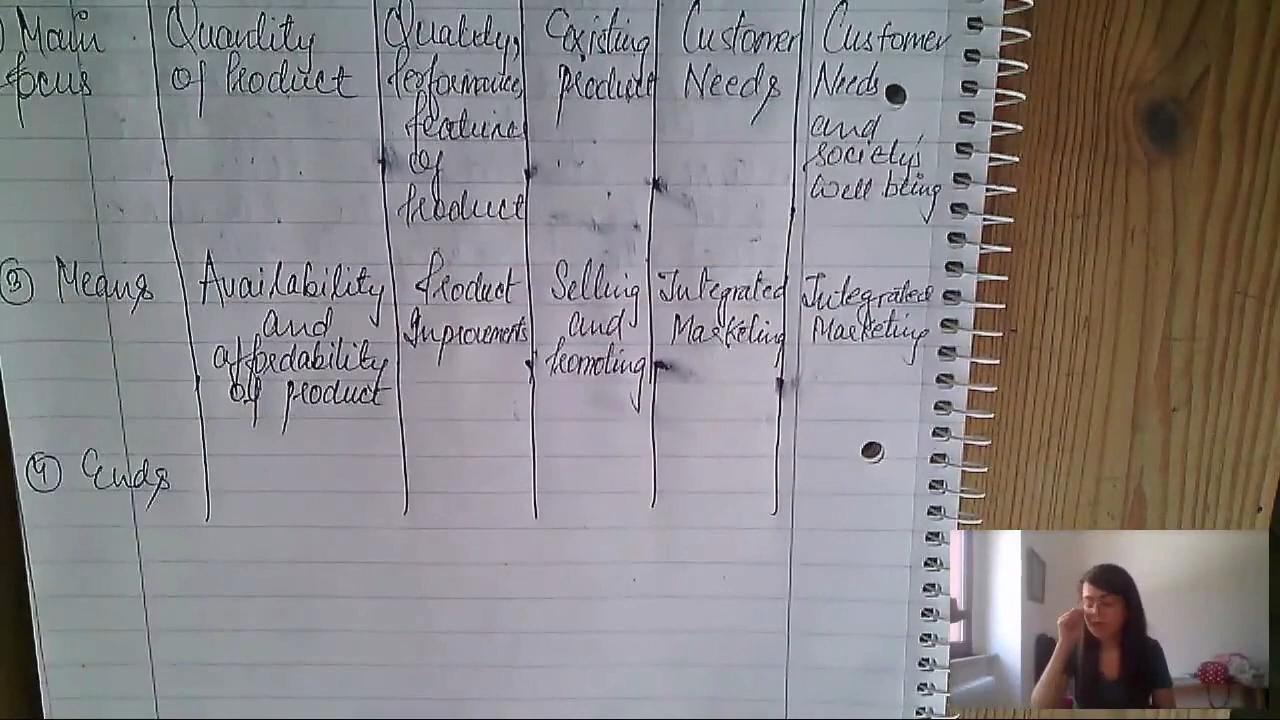 Main focus
Quantity of Product
Quality, Performance, features of Product
Existing product
Customer Needs
Customer Needs and society's well being
③ Means
Availability and affordability of product
Product Improvements
Selling and Promoting
Integrated Marketing
Integrated Marketing
④ Ends